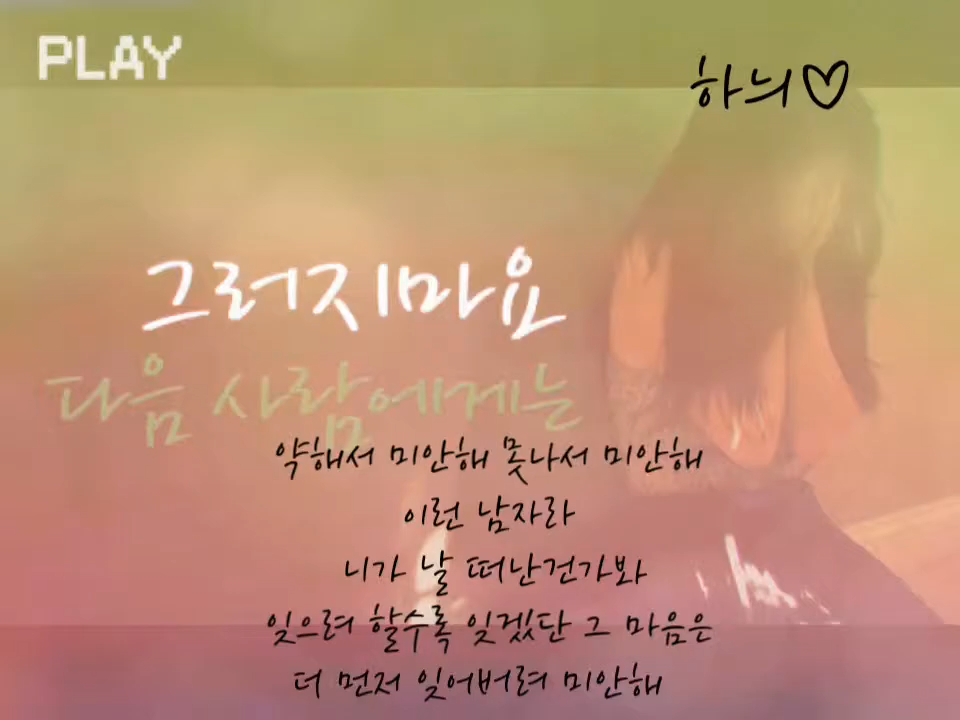 PLAY
하늬♡
그러지마요
다음 사람에게는
약해서 미안해 못나서 미안해
이런 남자라
니가 날 떠난건가봐
잊으려 할수록 잊겠단 그 마음은
더 먼저 잊어버려 미안해